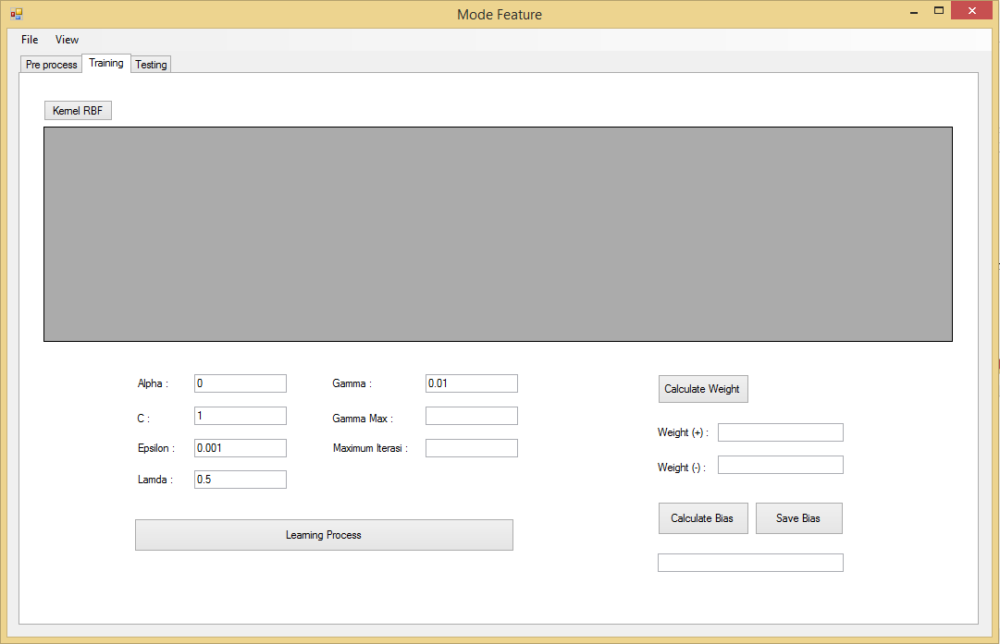 Mode Feature
File View
Pre process Training Testing
Kernel RBF
Alpha : 0 Gamma : 0.01 Calculate Weight
C : 1 Gamma Max :
Weight (+) :
Epsilon : 0.001 Maximum Iterasi :
Weight (-) :
Lamda : 0.5
Calculate Bias Save Bias
Learning Process